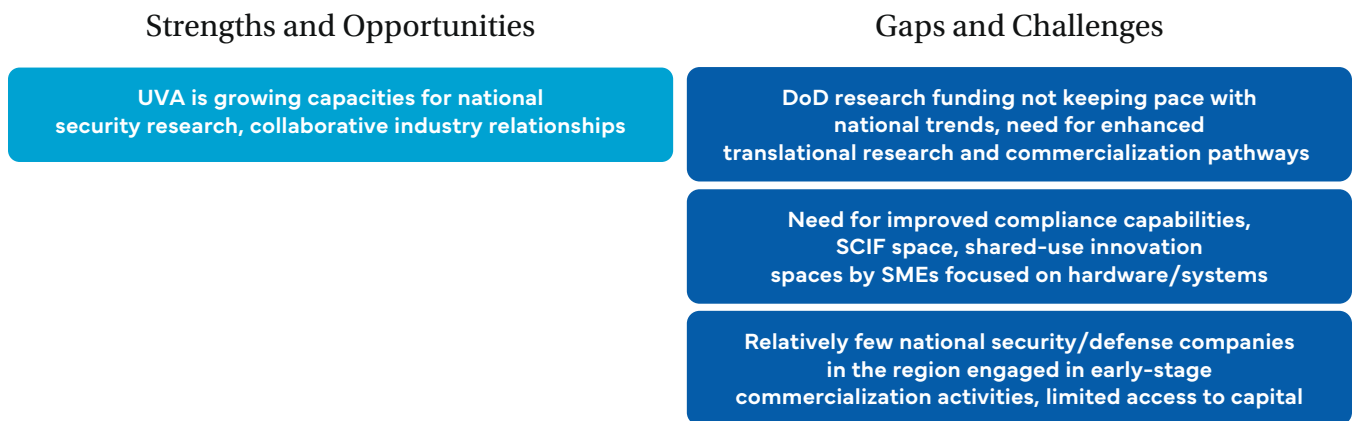 Strengths and Opportunities
UVA is growing capacities for national
security research, collaborative industry relationships
Gaps and Challenges
DoD research funding not keeping pace with
national trends, need for enhanced
translational research and commercialization pathways
Need for improved compliance capabilities,
SCIF space, shared-use innovation
spaces by SMEs focused on hardware/systems
Relatively few national security/defense companies
in the region engaged in early-stage
commercialization activities, limited access to capital